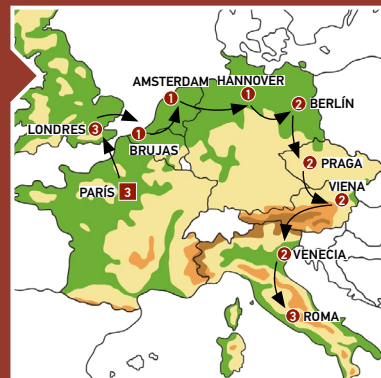 AMSTERDAM
1
HANNOVER
1
2 BERLÍN
LONDRES 3
1
BRUJAS
2 PRAGA
VIENA
2
PARÍS 3
2 VENECIA
3 ROMA